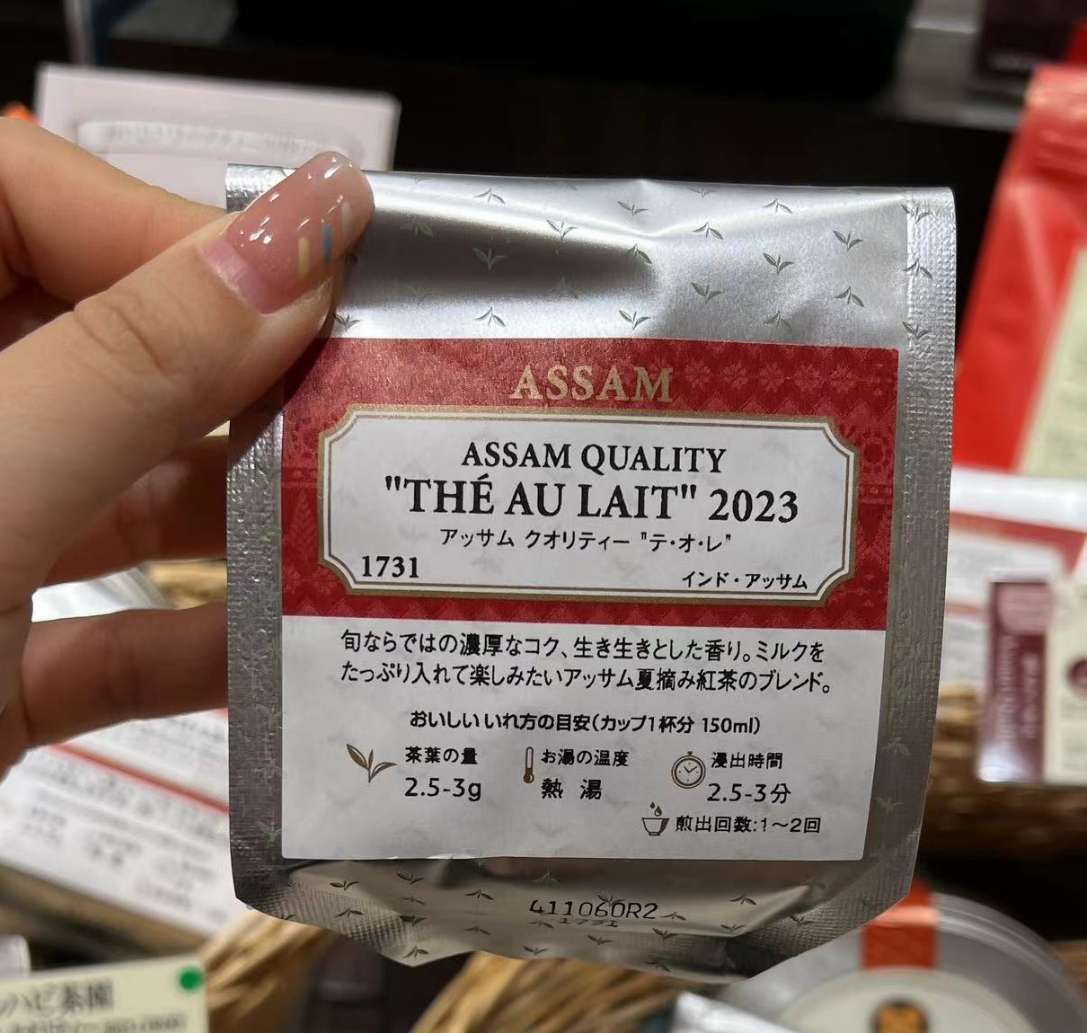 ASSAM
ASSAM QUALITY
"THÉ AU LAIT" 2023
アッサム クオリティー "テ・オ・レ"
1731
インド・アッサム
旬ならではの濃厚なコク、生き生きとした香り。ミルクを
たっぷり入れて楽しみたいアッサム夏摘み紅茶のブレンド。
おいしいいれ方の目安(カップ1杯分 150ml)
茶葉の量
2.5-3g
お湯の温度
熱 湯
浸出時間
2.5-3分
煎出回数:1〜2回
411060R2
1731
ハピ茶園